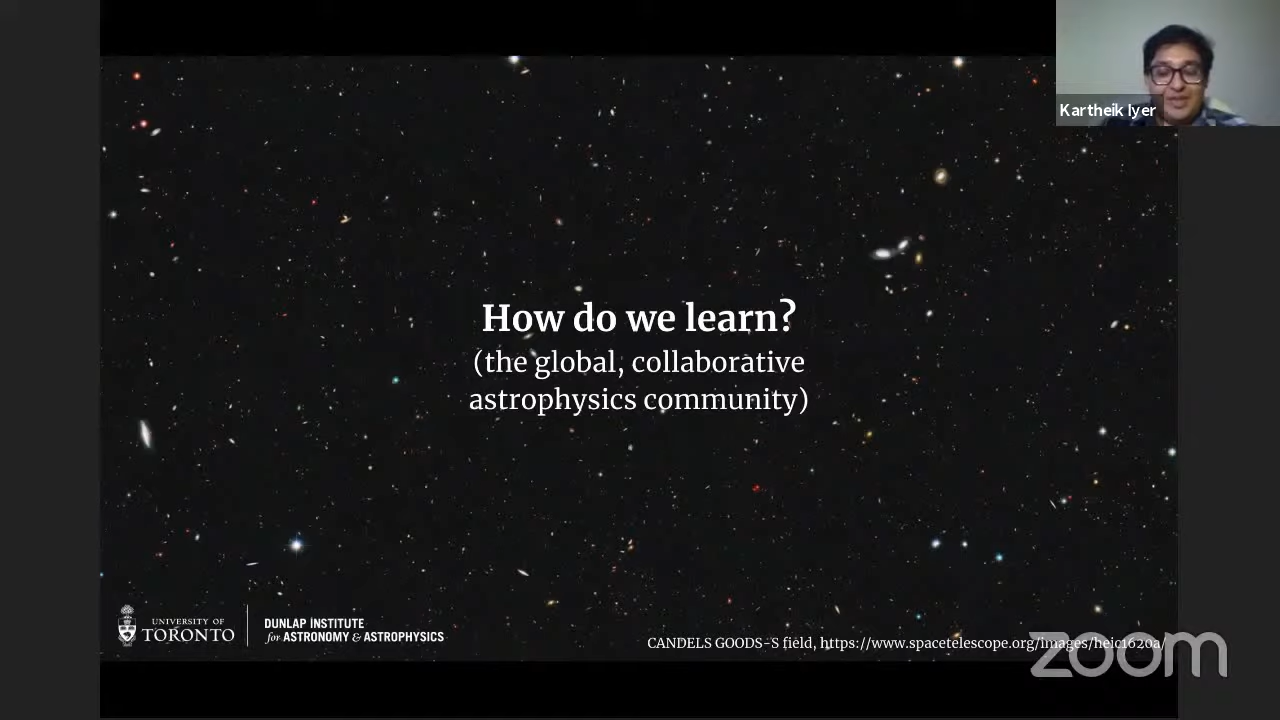 Kartheik Iyer
How do we learn?
(the global, collaborative
astrophysics community)
UNIVERSITY OF
TORONTO
DUNLAP INSTITUTE
for ASTRONOMY & ASTROPHYSICS
CANDELS GOODS-S field, https://www.spacetelescope.org/images/heic1620a/
zoom